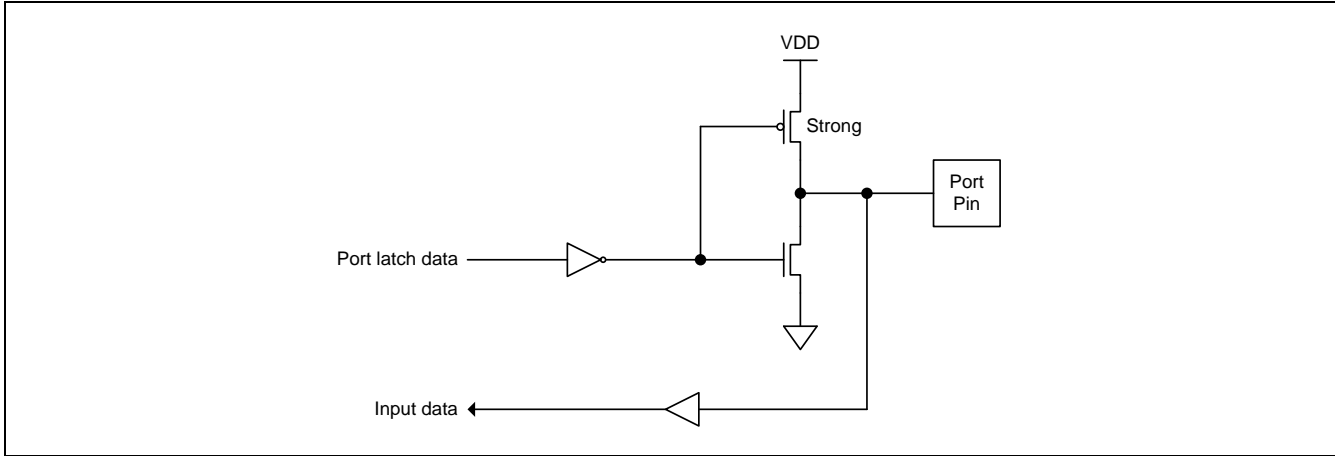 VDD
Strong
Port
Pin
Port latch data
Input data